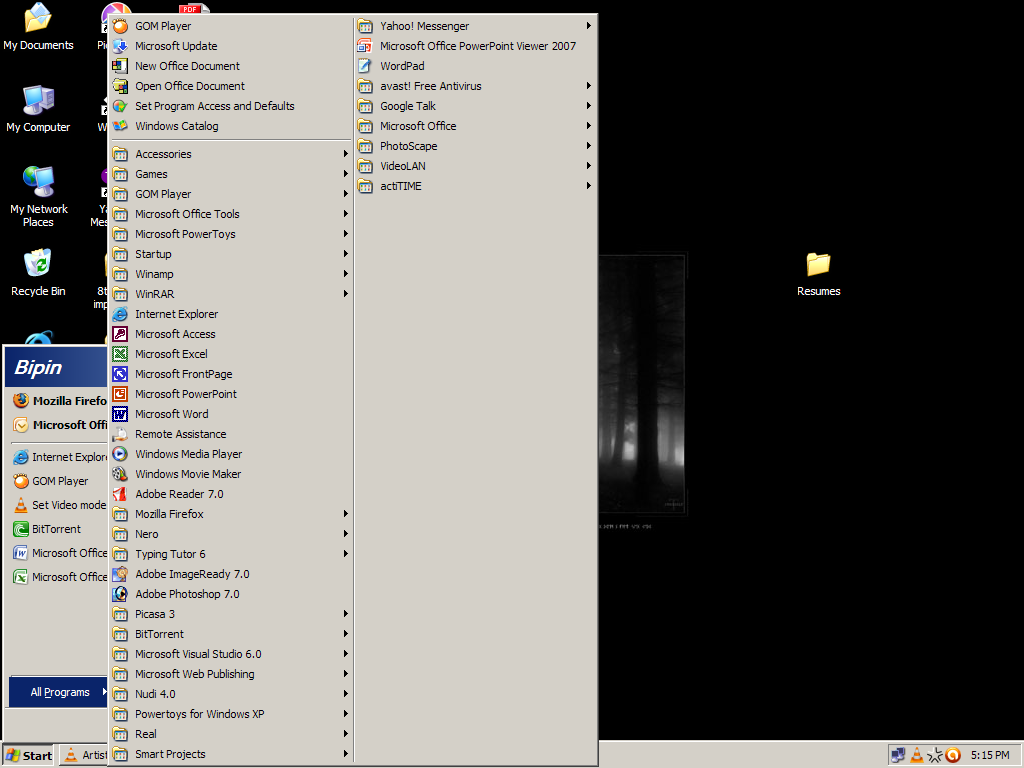 My Documents
My Computer
My Network
Places
Recycle Bin
PDF
Bipin
Mozilla Firefo
Microsoft Offi
Internet Explor
GOM Player
Set Video mode
BitTorrent
Microsoft Office
Microsoft Office
All Programs
GOM Player
Microsoft Update
New Office Document
Open Office Document
Set Program Access and Defaults
Windows Catalog
Accessories
Games
GOM Player
Microsoft Office Tools
Microsoft PowerToys
Startup
Winamp
WinRAR
Internet Explorer
Microsoft Access
Microsoft Excel
Microsoft FrontPage
Microsoft PowerPoint
Microsoft Word
Remote Assistance
Windows Media Player
Windows Movie Maker
Adobe Reader 7.0
Mozilla Firefox
Nero
Typing Tutor 6
Adobe ImageReady 7.0
Adobe Photoshop 7.0
Picasa 3
BitTorrent
Microsoft Visual Studio 6.0
Microsoft Web Publishing
Nudi 4.0
Powertoys for Windows XP
Real
Smart Projects
Yahoo! Messenger
Microsoft Office PowerPoint Viewer 2007
WordPad
avast! Free Antivirus
Google Talk
Microsoft Office
PhotoScape
VideoLAN
actiTIME
Resumes
Start
Artist
5:15 PM